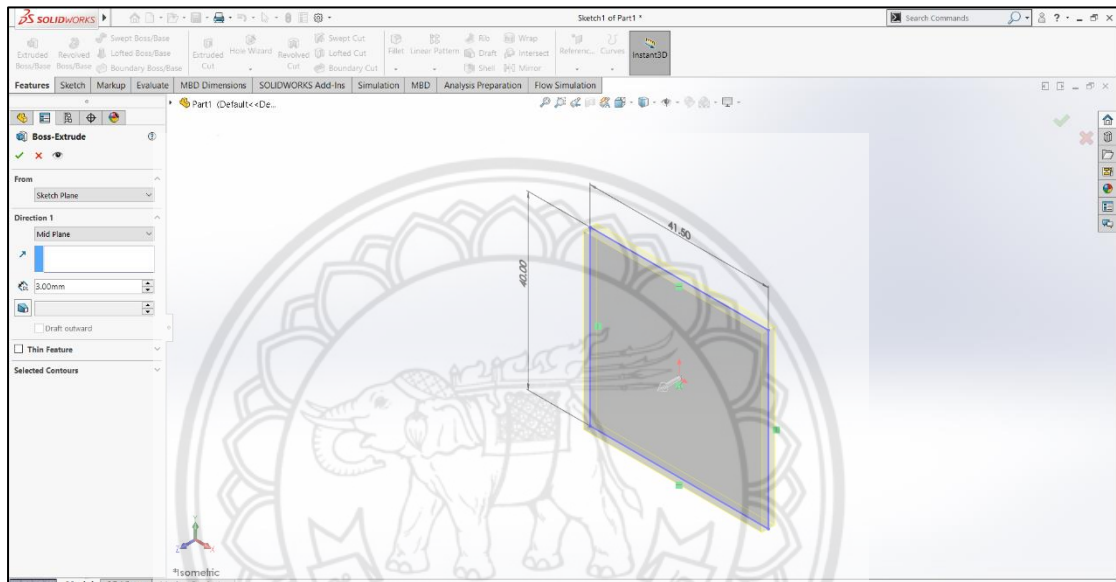 SOLIDWORKS
Sketch1 of Part1 *
Search Commands
Extruded Boss/Base
Revolved Boss/Base
Swept Boss/Base
Lofted Boss/Base
Boundary Boss/Base
Extruded Cut
Hole Wizard
Revolved Cut
Swept Cut
Lofted Cut
Boundary Cut
Fillet
Linear Pattern
Rib
Draft
Shell
Wrap
Intersect
Mirror
Referenc...
Curves
Instant3D
Features Sketch Markup Evaluate MBD Dimensions SOLIDWORKS Add-Ins Simulation MBD Analysis Preparation Flow Simulation
Part1 (Default<<De...
Boss-Extrude
From
Sketch Plane
Direction 1
Mid Plane
3.00mm
Draft outward
Thin Feature
Selected Contours
41.50
40.00
*Isometric